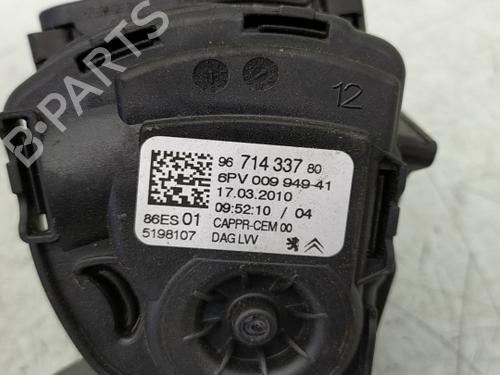 B-PARTS
12
96 714 337 80
6PV 009 949-41
17.03.2010
09:52:10 / 04
86ES 01 CAPPR-CEM 00
5198107 DAG LVV